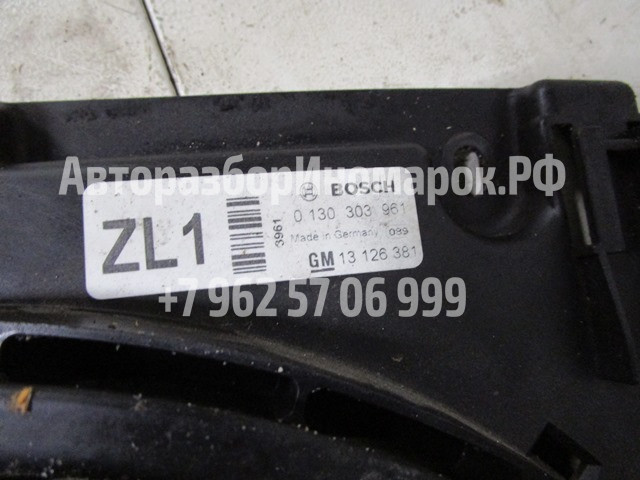 АвторазборИномарок.РФ
BOSCH
ZL1
3961
0 130 303 961
Made in Germany 089
GM 13 126 381
+7 962 57 06 999